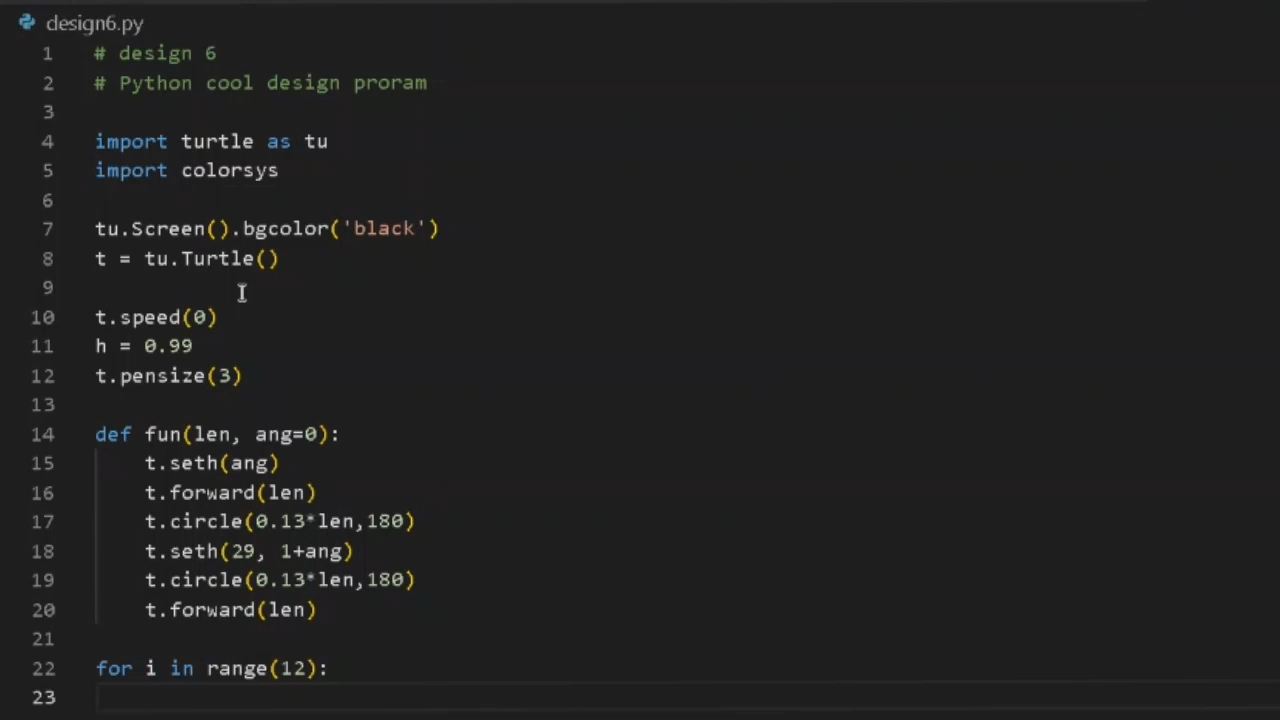 design6.py
1 # design 6
2 # Python cool design proram
3
4 import turtle as tu
5 import colorsys
6
7 tu.Screen().bgcolor('black')
8 t = tu.Turtle()
9
10 t.speed(0)
11 h = 0.99
12 t.pensize(3)
13
14 def fun(len, ang=0):
15     t.seth(ang)
16     t.forward(len)
17     t.circle(0.13*len,180)
18     t.seth(29, 1+ang)
19     t.circle(0.13*len,180)
20     t.forward(len)
21
22 for i in range(12):
23